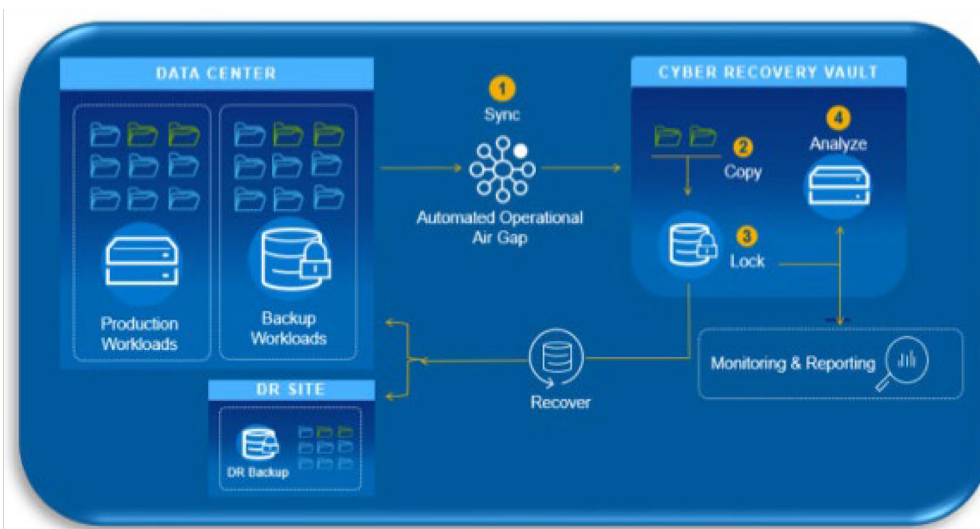 DATA CENTER
Production
Workloads
Backup
Workloads
1
Sync
Automated Operational
Air Gap
CYBER RECOVERY VAULT
2
Copy
3
Lock
4
Analyze
Monitoring & Reporting
Recover
DR SITE
DR Backup